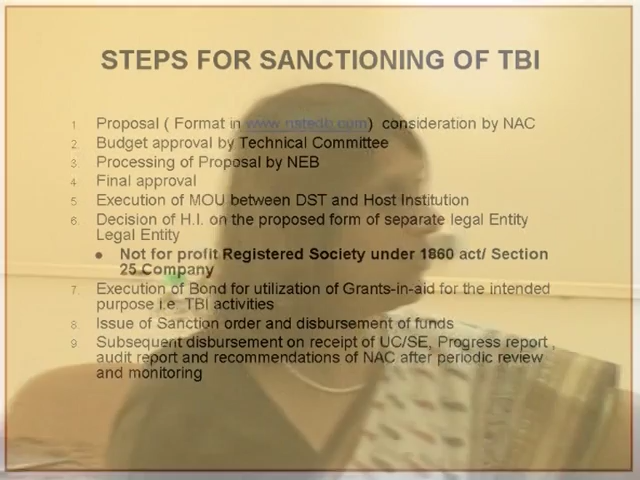 STEPS FOR SANCTIONING OF TBI
1. Proposal ( Format in www.nstedb.com) consideration by NAC
2. Budget approval by Technical Committee
3. Processing of Proposal by NEB
4. Final approval
5. Execution of MOU between DST and Host Institution
6. Decision of H.I. on the proposed form of separate legal Entity
Legal Entity
● Not for profit Registered Society under 1860 act/ Section
25 Company
7. Execution of Bond for utilization of Grants-in-aid for the intended
purpose i.e. TBI activities
8. Issue of Sanction order and disbursement of funds
9. Subsequent disbursement on receipt of UC/SE, Progress report ,
audit report and recommendations of NAC after periodic review
and monitoring